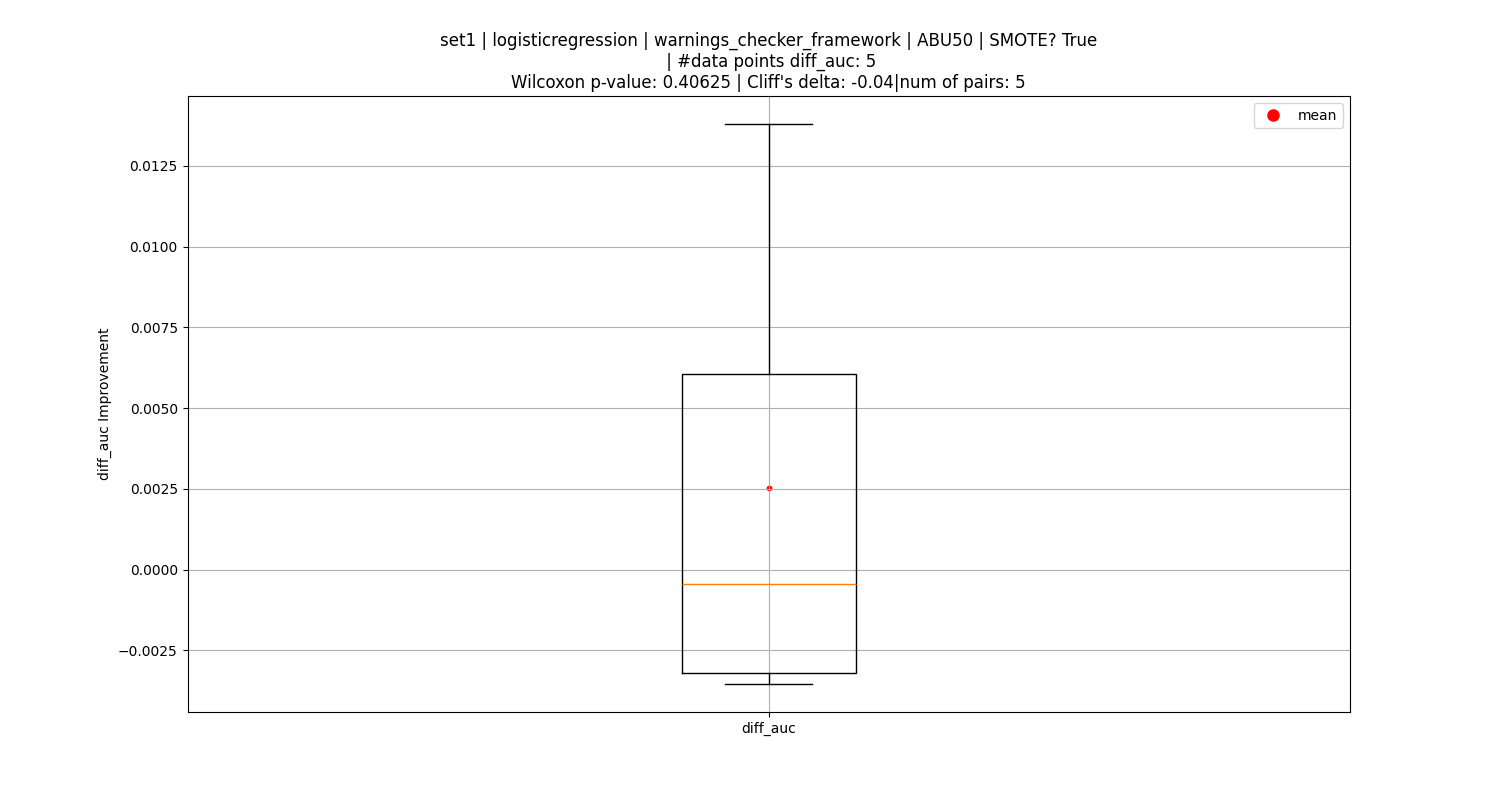 set1 | logisticregression | warnings_checker_framework | ABU50 | SMOTE? True
| #data points diff_auc: 5
Wilcoxon p-value: 0.40625 | Cliff's delta: -0.04|num of pairs: 5
mean
0.0125
0.0100
0.0075
0.0050
0.0025
0.0000
−0.0025
diff_auc Improvement
diff_auc